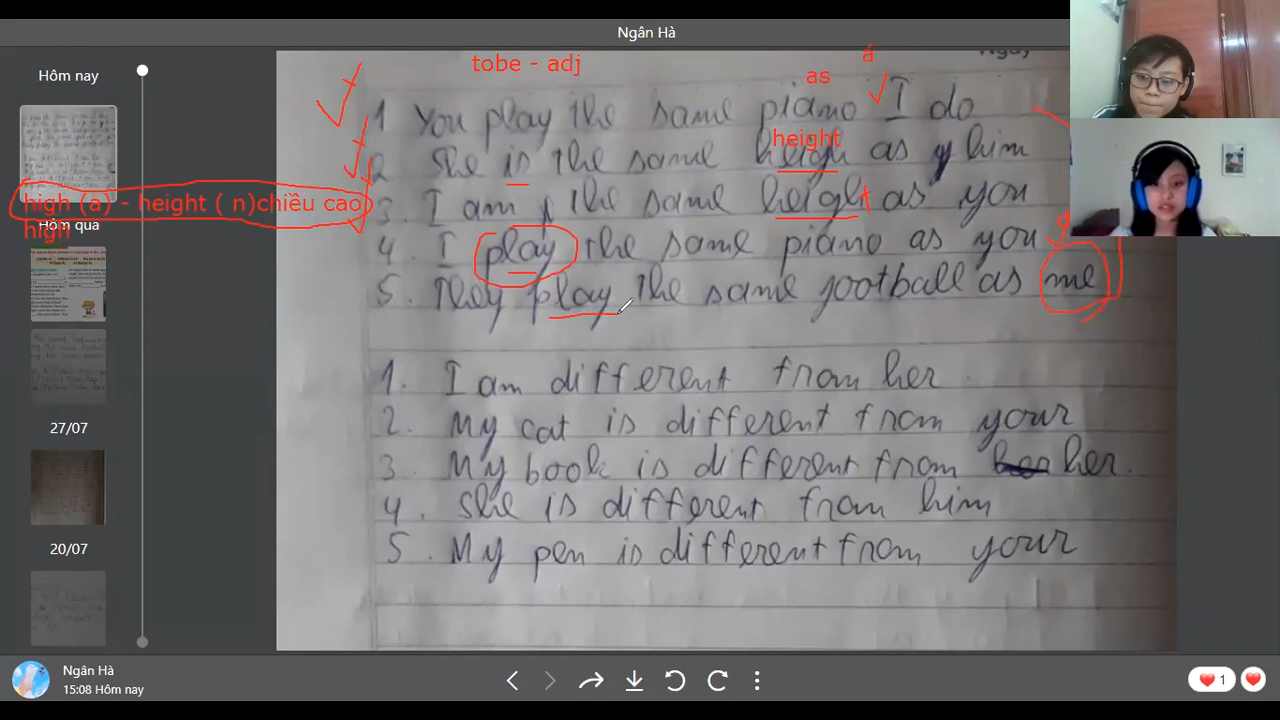 Ngân Hà
Hôm nay
Hôm qua
27/07
20/07
tobe - adj
á
as
1 You play the same piano I do
height
2 She is the same heigh as him
high (a) - height ( n)chiều cao
high
3. I am the same height as you
4. I play the same piano as you
5. They play the same football as me
1. I am different from her
2. My cat is different from your
3. My book is different from her.
4. she is different from him
5. My pen is different from your
Ngân Hà
15:08 Hôm nay
1